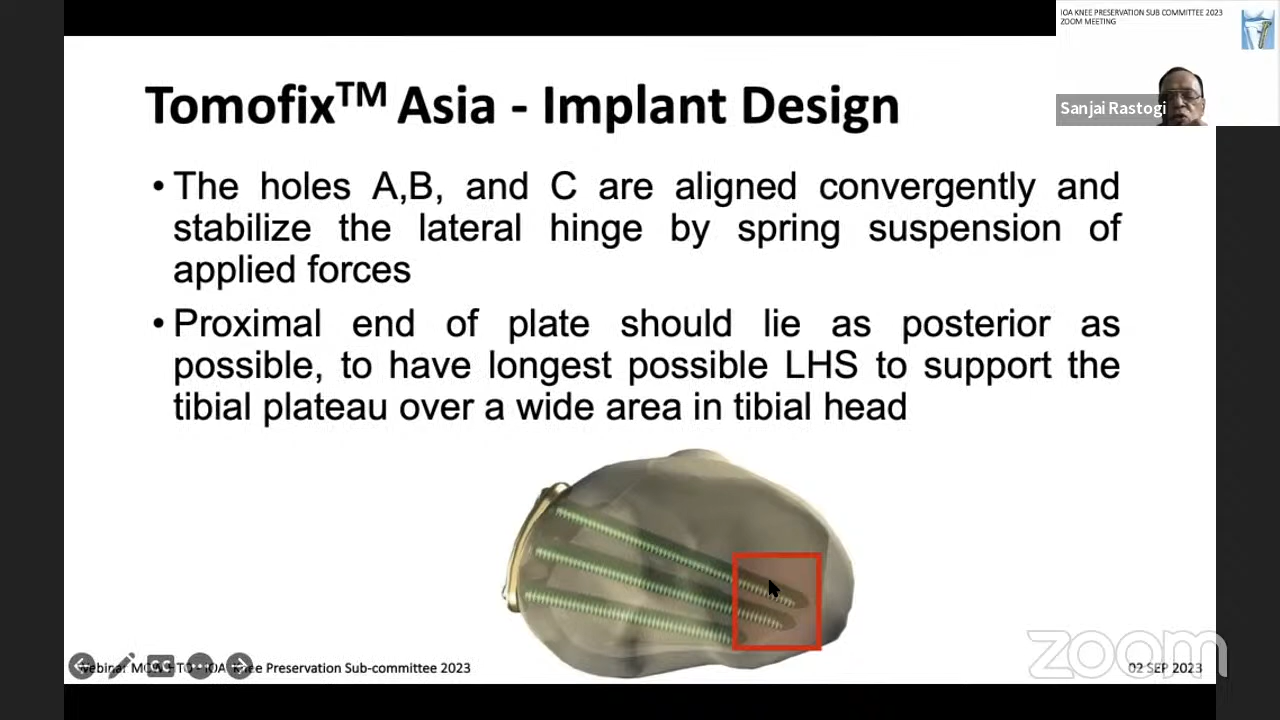 IOA KNEE PRESERVATION SUB COMMITTEE 2023
ZOOM MEETING
Sanjai Rastogi
Tomofix™ Asia - Implant Design
• The holes A,B, and C are aligned convergently and
stabilize the lateral hinge by spring suspension of
applied forces
• Proximal end of plate should lie as posterior as
possible, to have longest possible LHS to support the
tibial plateau over a wide area in tibial head
Knee Preservation Sub-committee 2023
02 SEP 2023
zoom